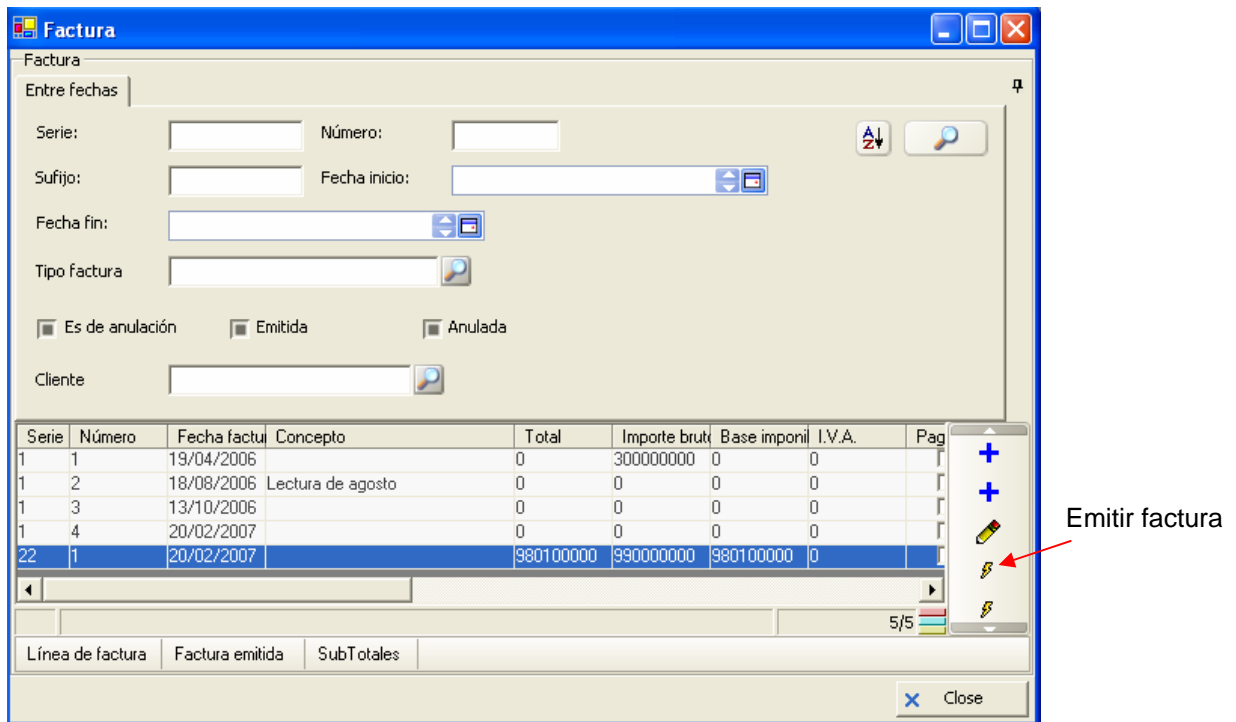 Factura
Factura
Entre fechas
Serie: Número:
Sufijo: Fecha inicio:
Fecha fin:
Tipo factura
Es de anulación Emitida Anulada
Cliente
Serie Número Fecha factu Concepto Total Importe brut Base imponi I.V.A. Pag
1 1 19/04/2006 0 300000000 0 0
1 2 18/08/2006 Lectura de agosto 0 0 0 0
1 3 13/10/2006 0 0 0 0
1 4 20/02/2007 0 0 0 0
22 1 20/02/2007 980100000 990000000 980100000 0
Emitir factura
5/5
Línea de factura Factura emitida SubTotales
Close